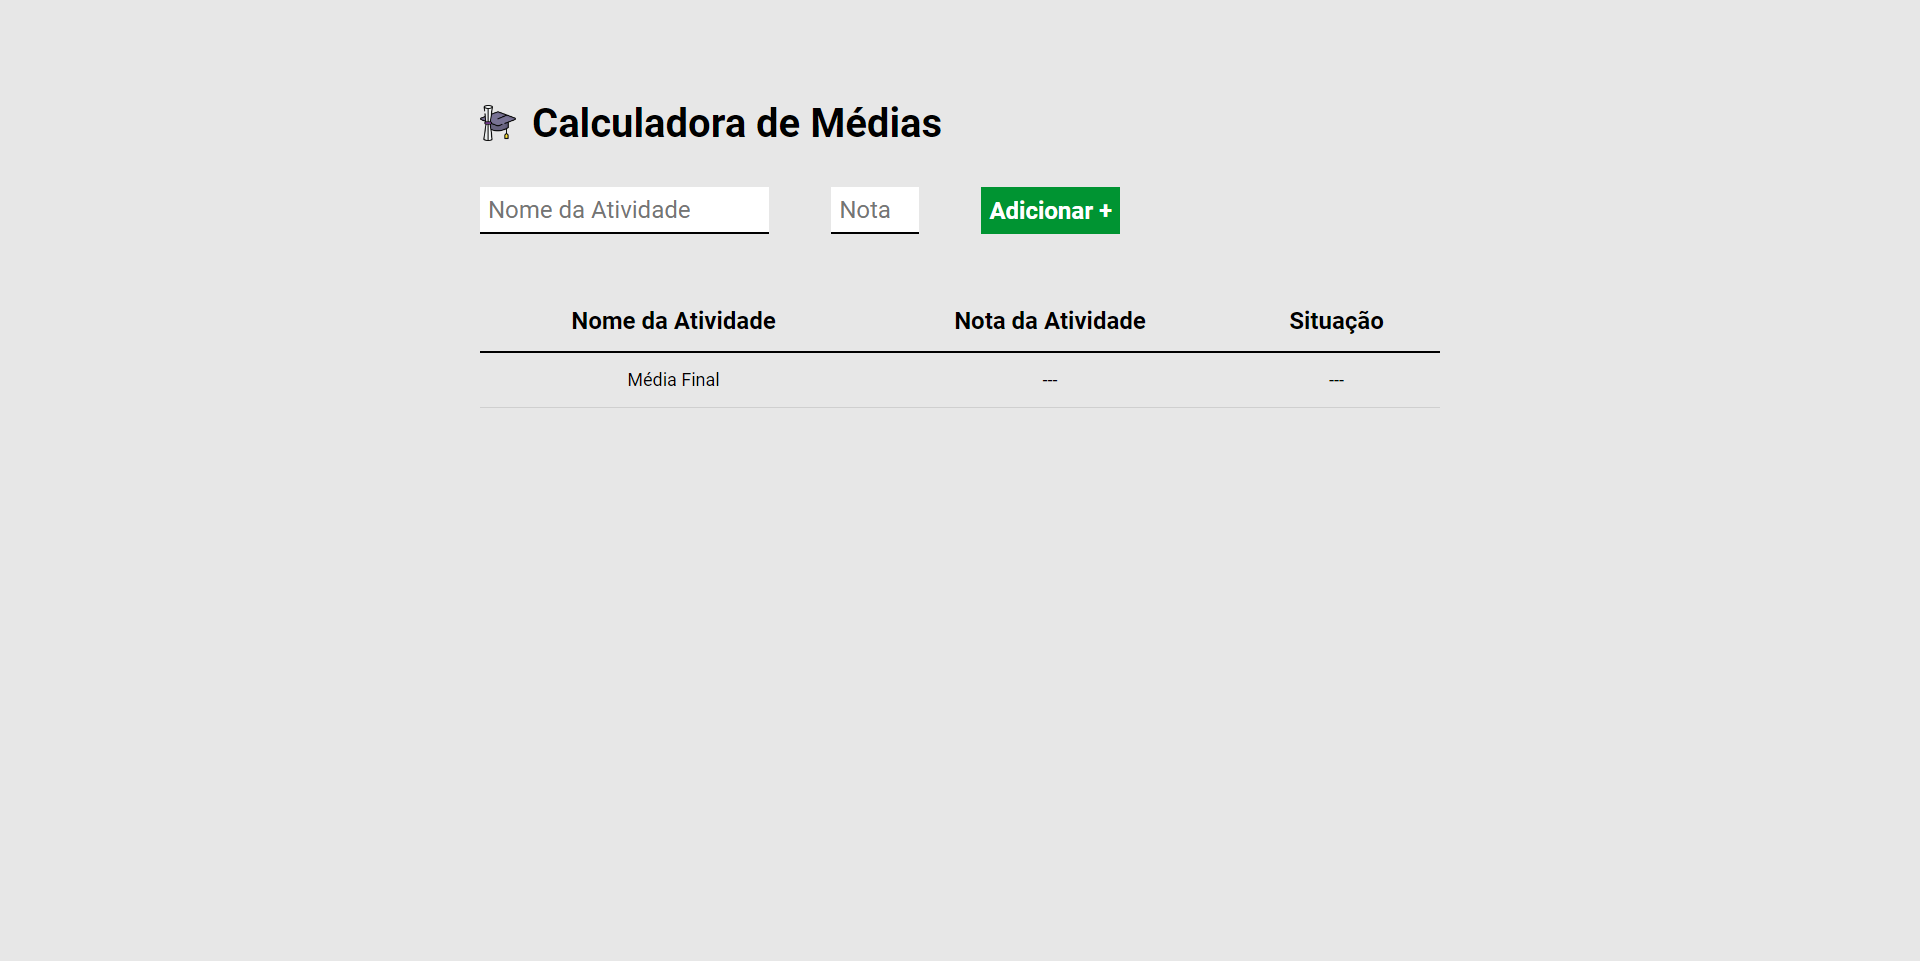 Calculadora de Médias
Nome da Atividade Nota Adicionar +
Nome da Atividade Nota da Atividade Situação
Média Final --- ---